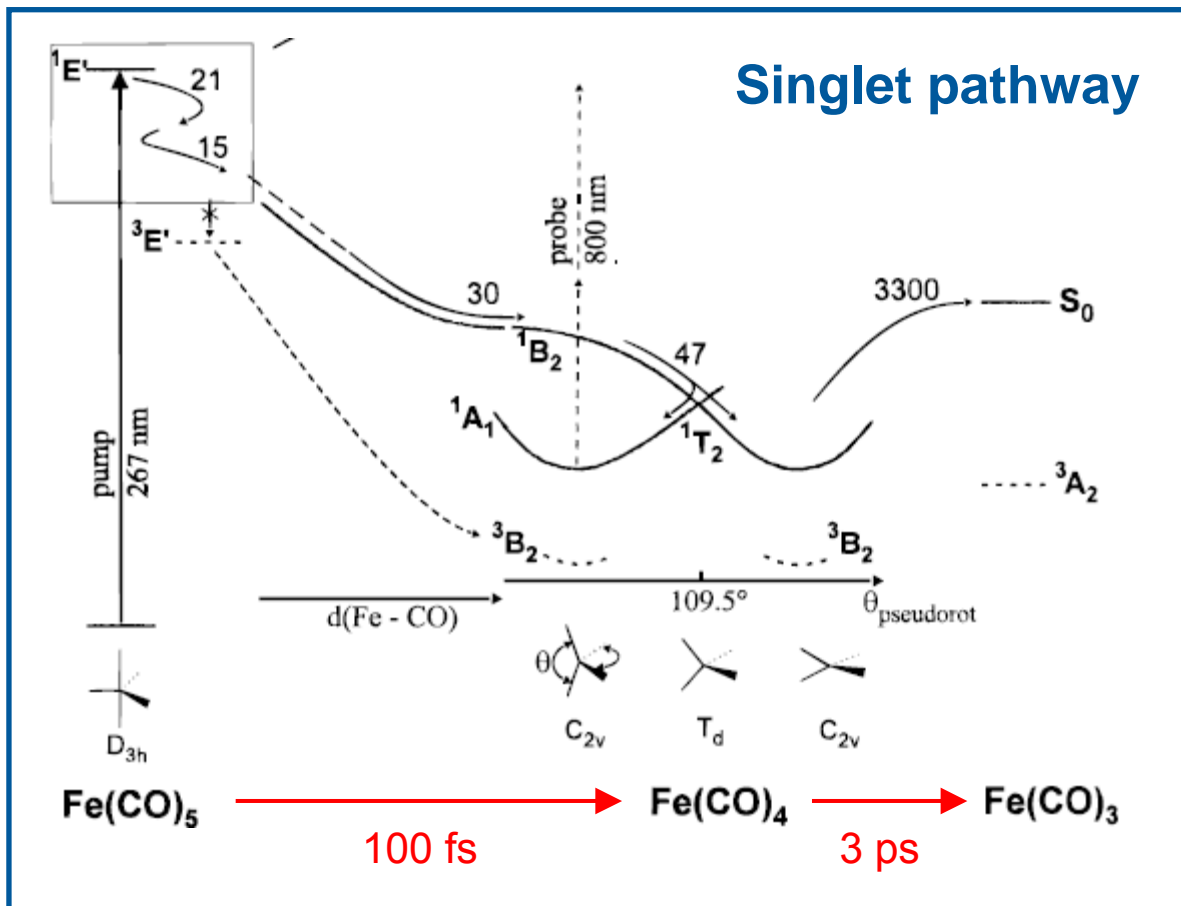 Singlet pathway
¹E'
21
15
³E'
pump
267 nm
30
¹B₂
probe
800 nm
47
¹A₁
¹T₂
3300
S₀
³A₂
³B₂
³B₂
d(Fe - CO)
109.5°
θpseudorot
θ
D₃ₕ
C₂ᵥ
T_d
C₂ᵥ
Fe(CO)₅
Fe(CO)₄
Fe(CO)₃
100 fs
3 ps